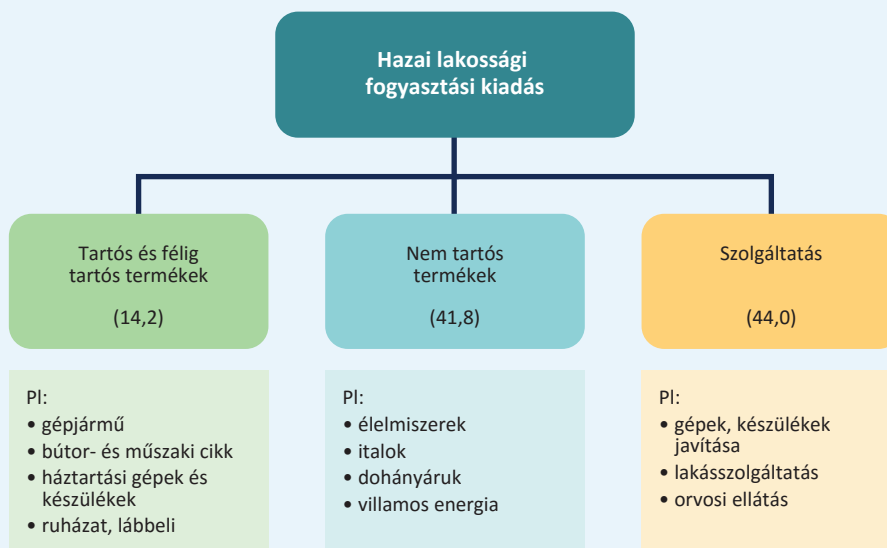 Hazai lakossági
fogyasztási kiadás
Tartós és félig
tartós termékek
(14,2)
Nem tartós
termékek
(41,8)
Szolgáltatás
(44,0)
Pl:
• gépjármű
• bútor- és műszaki cikk
• háztartási gépek és
készülékek
• ruházat, lábbeli
Pl:
• élelmiszerek
• italok
• dohányáruk
• villamos energia
Pl:
• gépek, készülékek
javítása
• lakásszolgáltatás
• orvosi ellátás